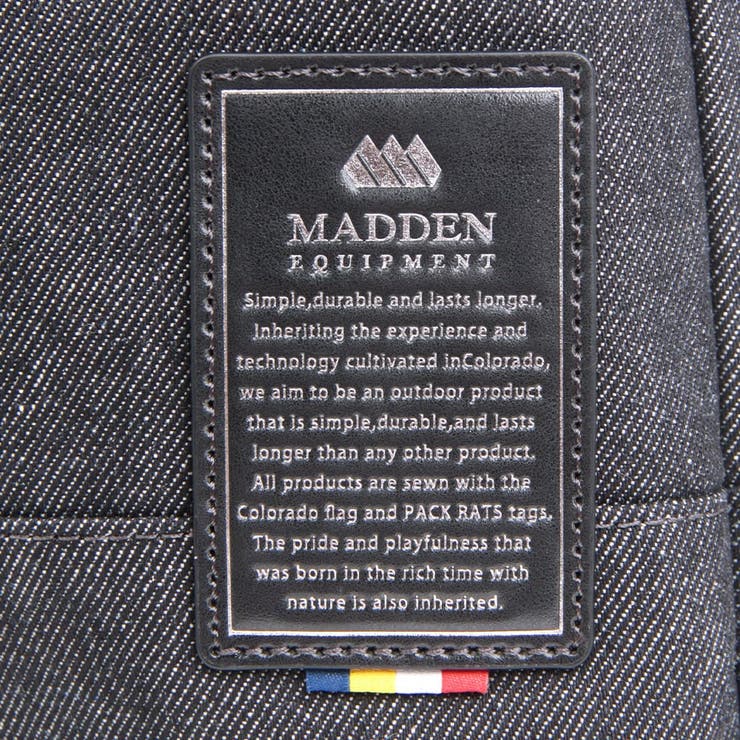 MADDEN
EQUIPMENT
Simple,durable and lasts longer.
Inheriting the experience and
technology cultivated inColorado,
we aim to be an outdoor product
that is simple,durable,and lasts
longer than any other product.
All products are sewn with the
Colorado flag and PACK RATS tags.
The pride and playfulness that
was born in the rich time with
nature is also inherited.